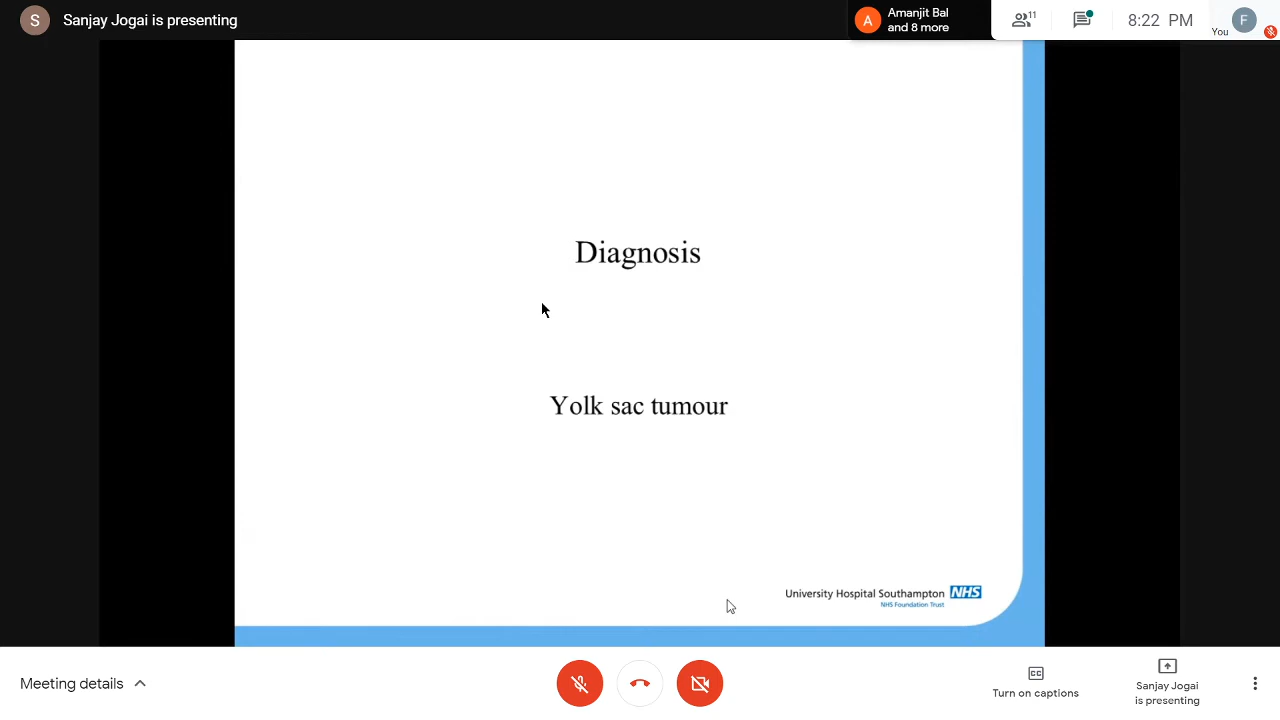 S
Sanjay Jogai is presenting
A
Amanjit Bal
and 8 more
11
8:22 PM
You
F
Diagnosis
Yolk sac tumour
University Hospital Southampton NHS
NHS Foundation Trust
Meeting details
CC
Turn on captions
Sanjay Jogai
is presenting